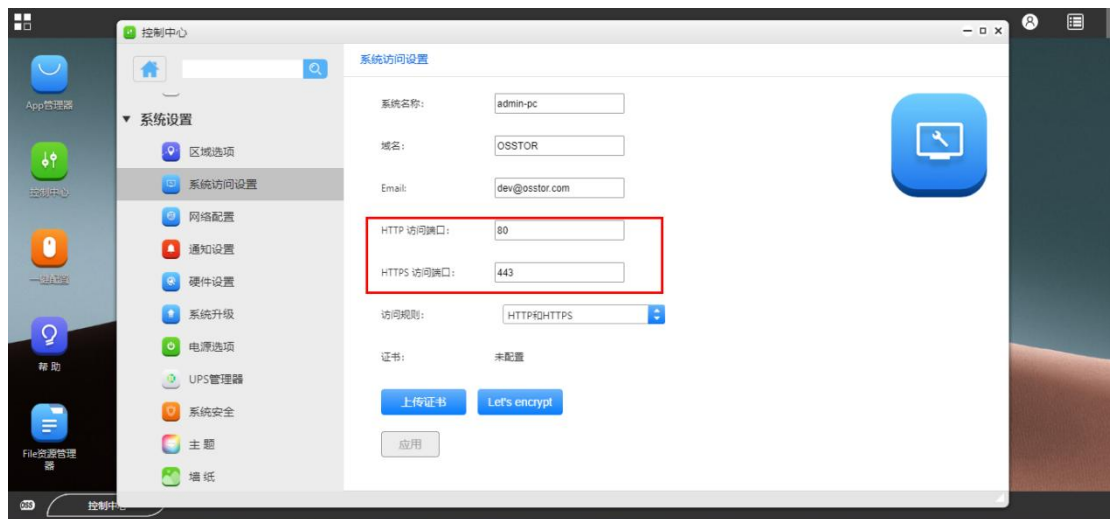 控制中心
App管理器
控制中心
一键配置
帮 助
File资源管理
器
系统设置
区域选项
系统访问设置
网络配置
通知设置
硬件设置
系统升级
电源选项
UPS管理器
系统安全
主 题
墙 纸
系统访问设置
系统名称:
admin-pc
域名:
OSSTOR
Email:
dev@osstor.com
HTTP 访问端口:
80
HTTPS 访问端口:
443
访问规则:
HTTP和HTTPS
证书:
未配置
上传证书
Let's encrypt
应用
OSS
控制中心